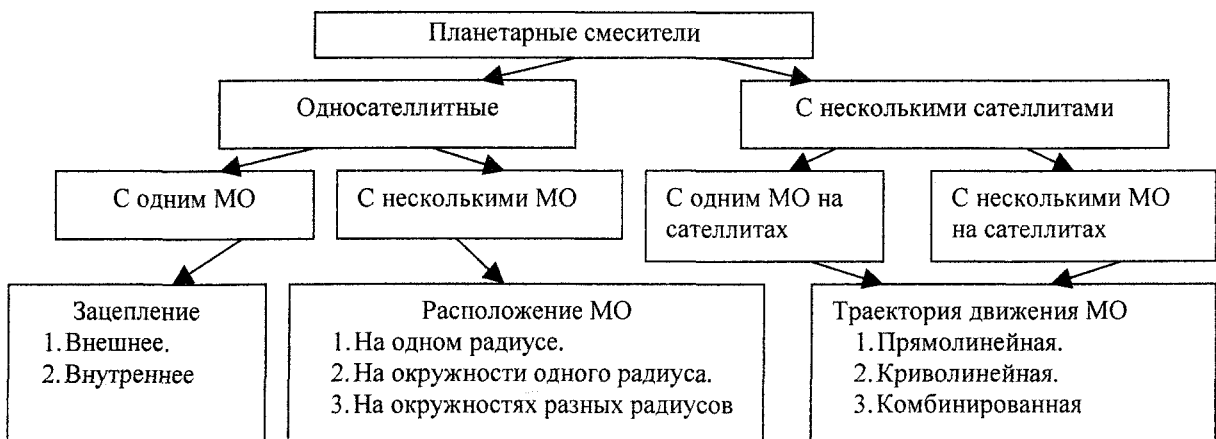 Планетарные смесители
Односателлитные
С несколькими сателлитами
С одним МО
С несколькими МО
С одним МО на
сателлитах
С несколькими МО
на сателлитах
Зацепление
1. Внешнее.
2. Внутреннее
Расположение МО
1. На одном радиусе.
2. На окружности одного радиуса.
3. На окружностях разных радиусов
Траектория движения МО
1. Прямолинейная.
2. Криволинейная.
3. Комбинированная